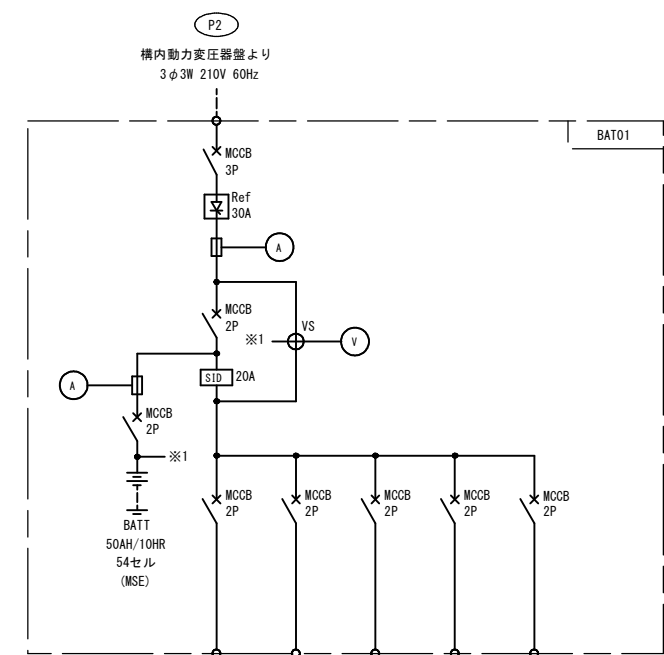 P2
構内動力変圧器盤より
3φ3W 210V 60Hz
BAT01
MCCB
3P
Ref
30A
A
MCCB
2P
VS
※1
V
SID 20A
A
MCCB
2P
※1
BATT
50AH/10HR
54セル
(MSE)
MCCB
2P
MCCB
2P
MCCB
2P
MCCB
2P
MCCB
2P